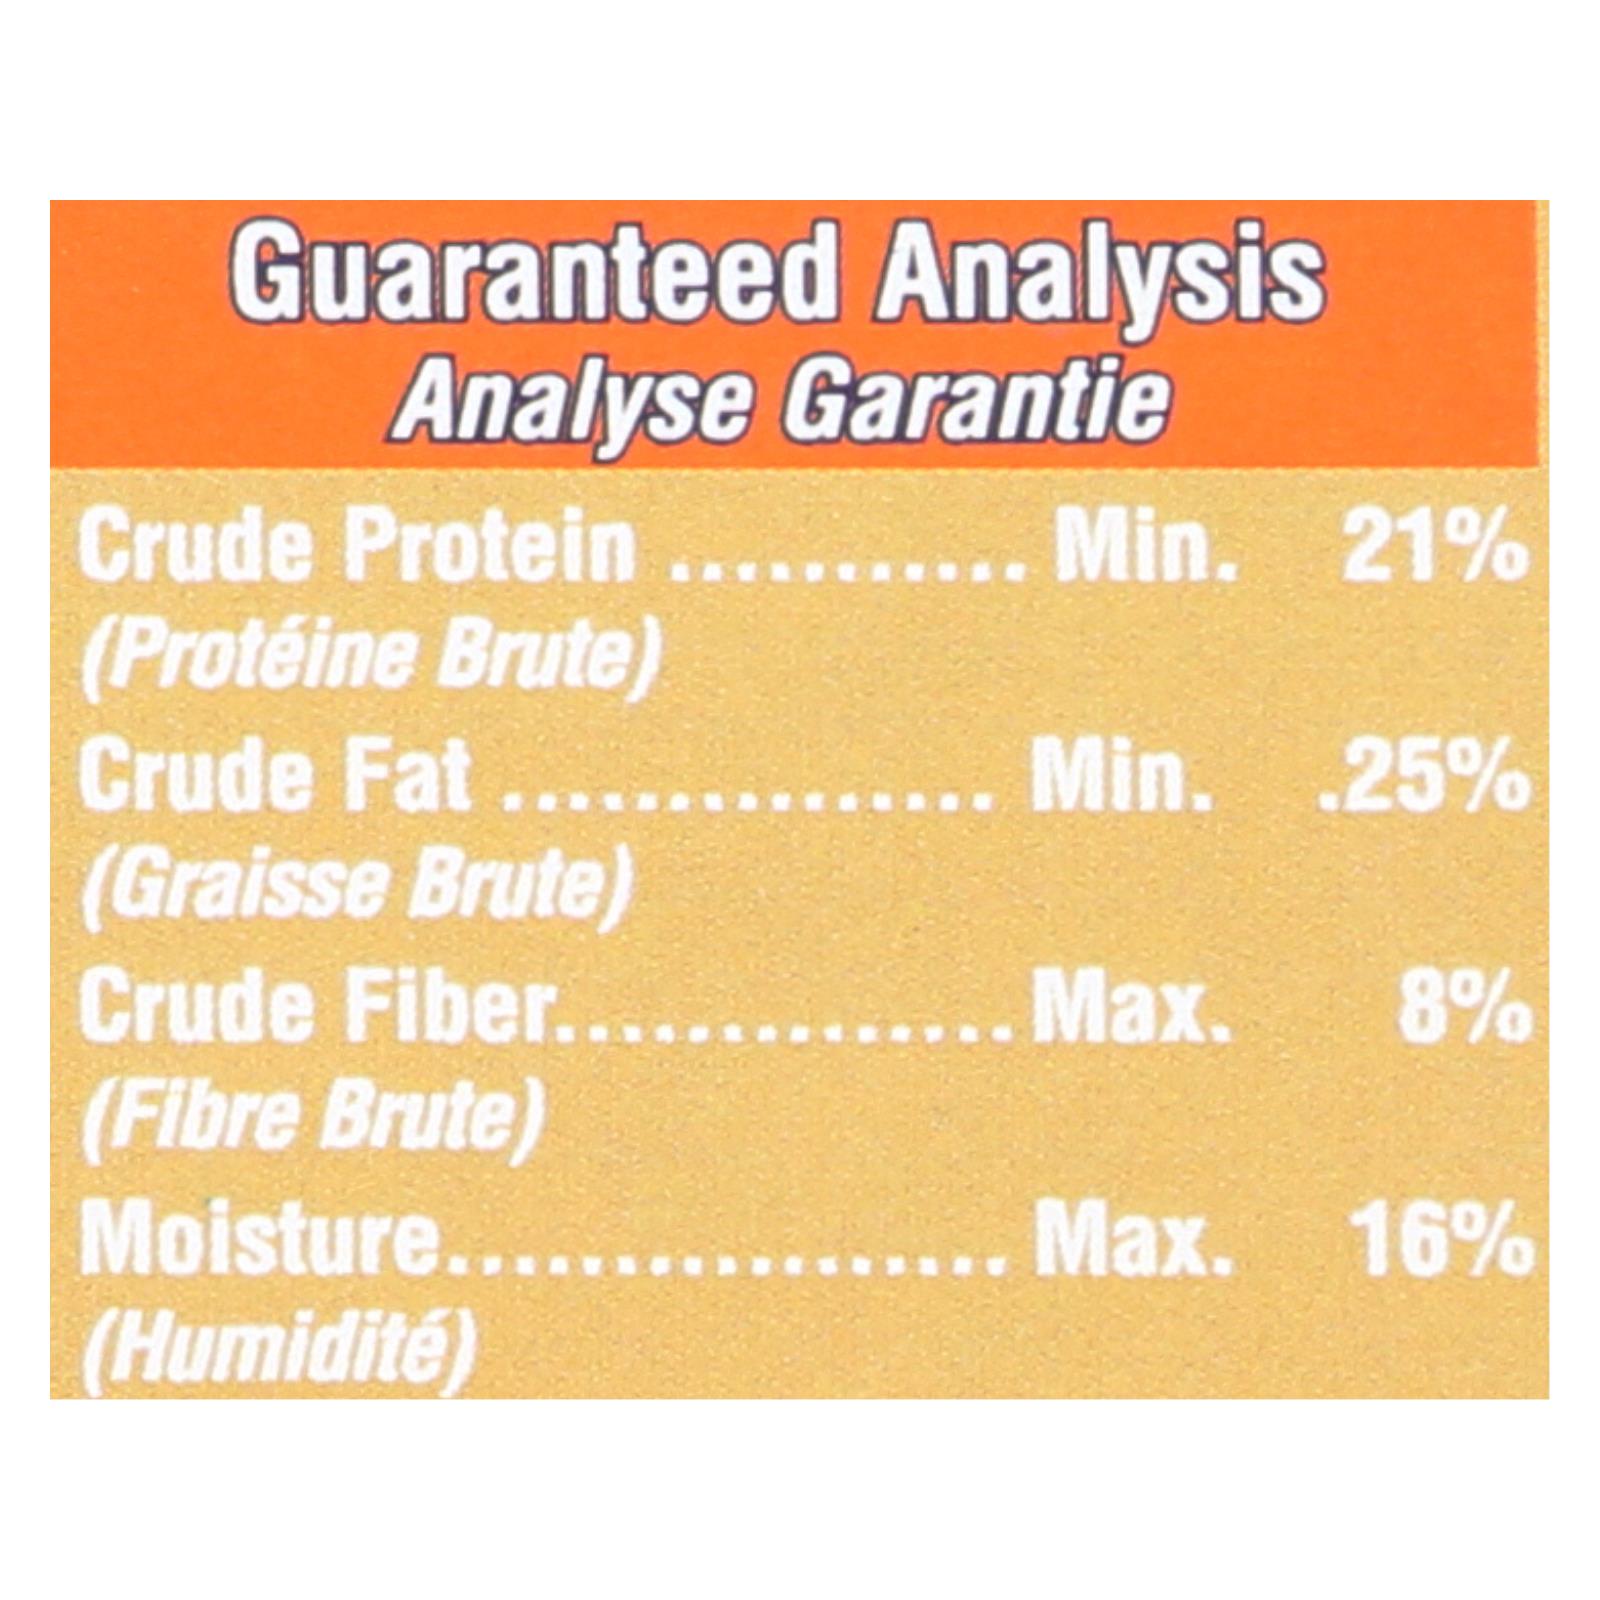 Guaranteed Analysis
Analyse Garantie
Crude Protein ........... Min. 21%
(Protéine Brute)
Crude Fat ............... Min. .25%
(Graisse Brute)
Crude Fiber.............. Max. 8%
(Fibre Brute)
Moisture................. Max. 16%
(Humidité)